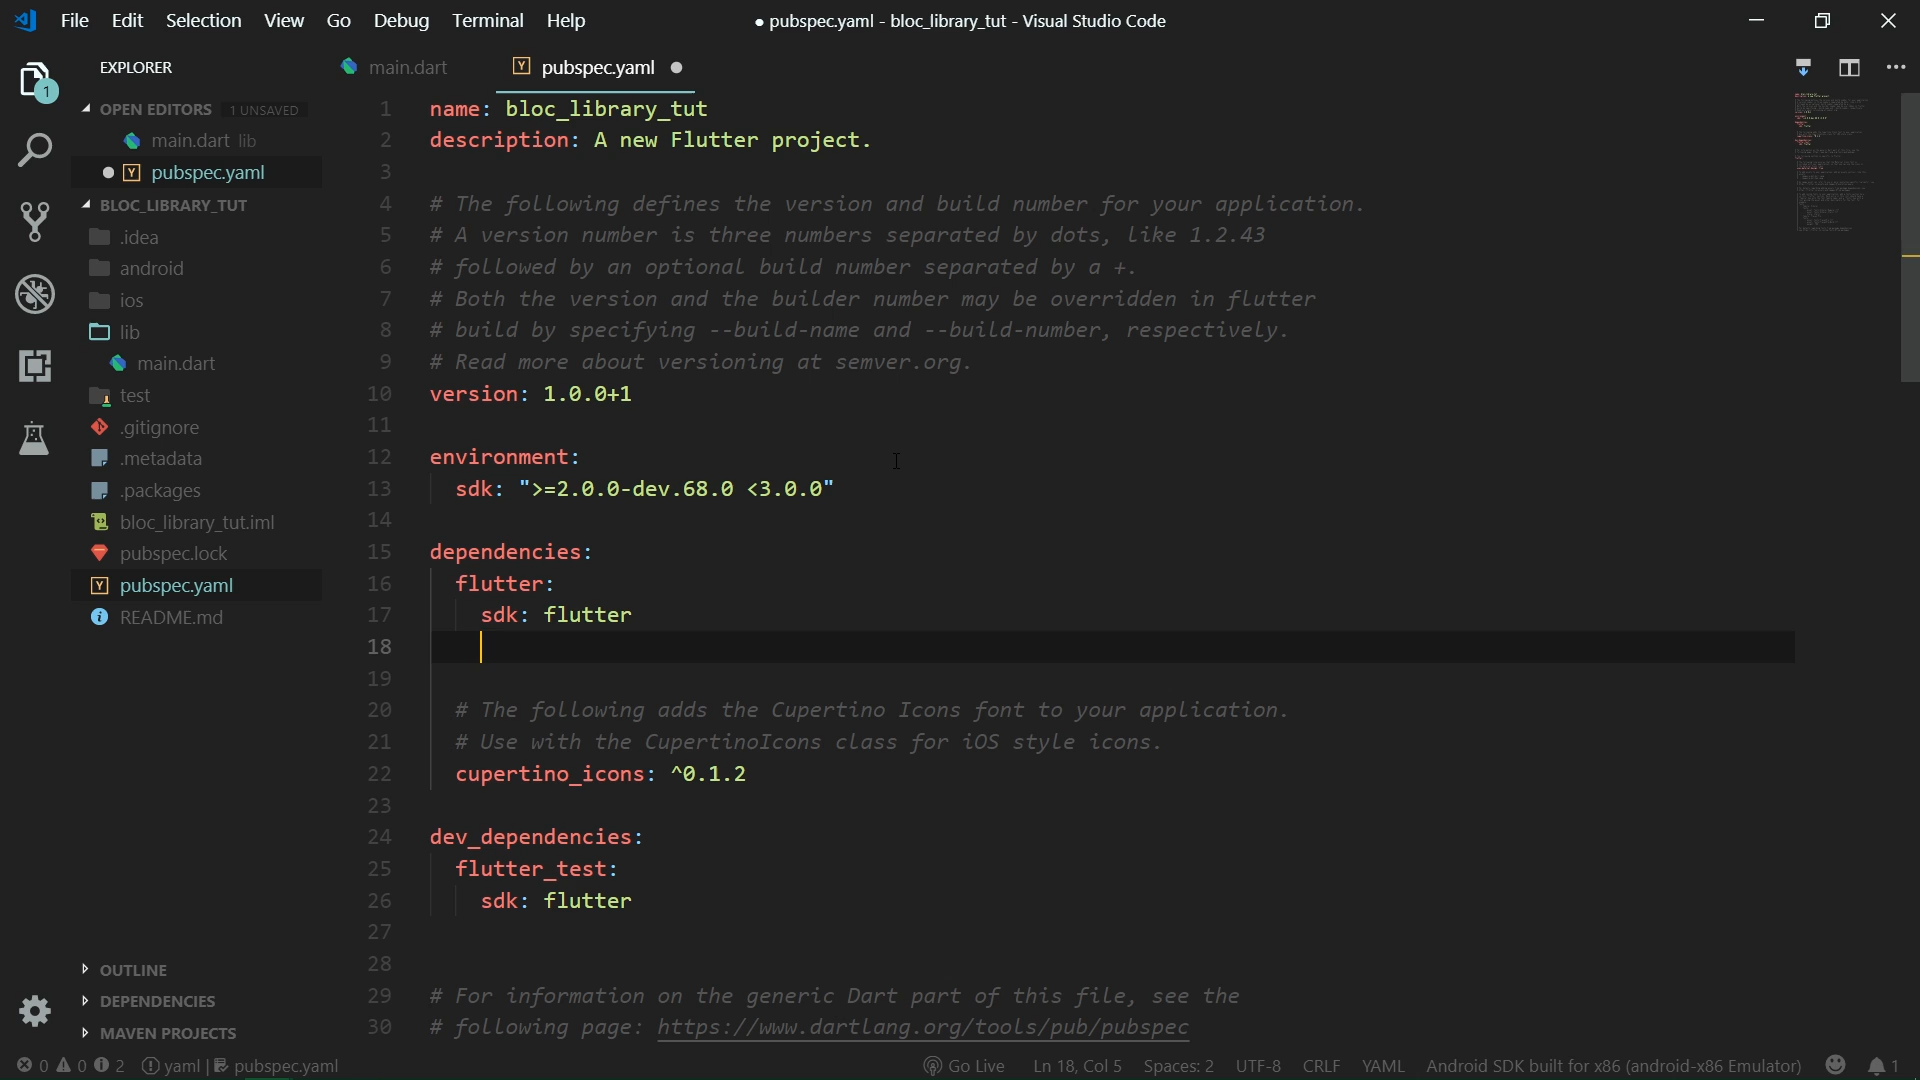 File Edit Selection View Go Debug Terminal Help
● pubspec.yaml - bloc_library_tut - Visual Studio Code
EXPLORER
main.dart
pubspec.yaml
1
OPEN EDITORS 1 UNSAVED
main.dart lib
pubspec.yaml
BLOC_LIBRARY_TUT
.idea
android
ios
lib
main.dart
test
.gitignore
.metadata
.packages
bloc_library_tut.iml
pubspec.lock
pubspec.yaml
README.md
OUTLINE
DEPENDENCIES
MAVEN PROJECTS
1 name: bloc_library_tut
2 description: A new Flutter project.
3
4 # The following defines the version and build number for your application.
5 # A version number is three numbers separated by dots, like 1.2.43
6 # followed by an optional build number separated by a +.
7 # Both the version and the builder number may be overridden in flutter
8 # build by specifying --build-name and --build-number, respectively.
9 # Read more about versioning at semver.org.
10 version: 1.0.0+1
11
12 environment:
13 sdk: ">=2.0.0-dev.68.0 <3.0.0"
14
15 dependencies:
16 flutter:
17 sdk: flutter
18
19
20 # The following adds the Cupertino Icons font to your application.
21 # Use with the CupertinoIcons class for iOS style icons.
22 cupertino_icons: ^0.1.2
23
24 dev_dependencies:
25 flutter_test:
26 sdk: flutter
27
28
29 # For information on the generic Dart part of this file, see the
30 # following page: https://www.dartlang.org/tools/pub/pubspec
0 0 2 yaml | pubspec.yaml Go Live Ln 18, Col 5 Spaces: 2 UTF-8 CRLF YAML Android SDK built for x86 (android-x86 Emulator) 1